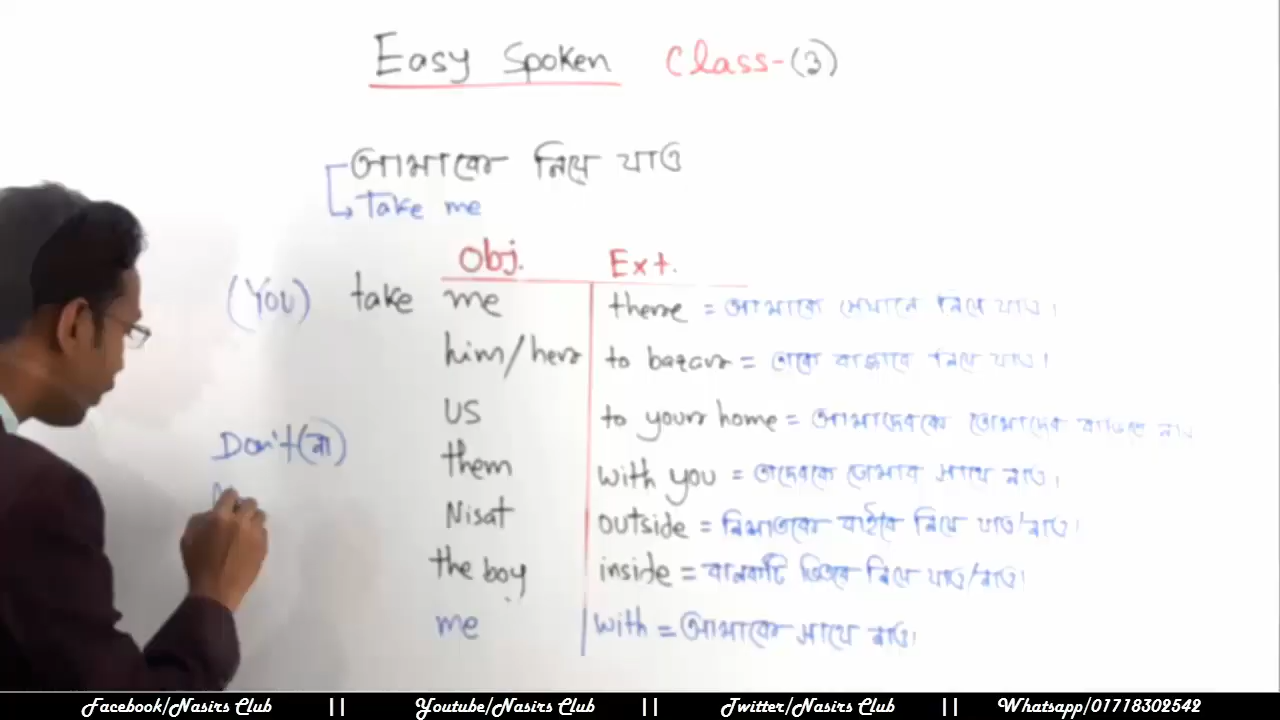 Easy Spoken Class-(3)
আমাকে নিয়ে যাও
Take me
Obj. Ext.
(You) take me there = আমাকে সেখানে নিয়ে যাও।
him/her to bazar = তাকে বাজারে নিয়ে যাও।
us to your home = আমাদেরকে তোমাদের বাড়িতে নাও
Don't (না)
them with you = তাদেরকে তোমার সাথে নাও।
Nisat outside = নিসাতকে বাইরে নিয়ে যাও/নাও।
the boy inside = বালকটি ভিতরে নিয়ে যাও/নাও।
me with = আমাকে সাথে নাও।
Facebook/Nasirs Club || Youtube/Nasirs Club || Twitter/Nasirs Club || Whatsapp/01718302542